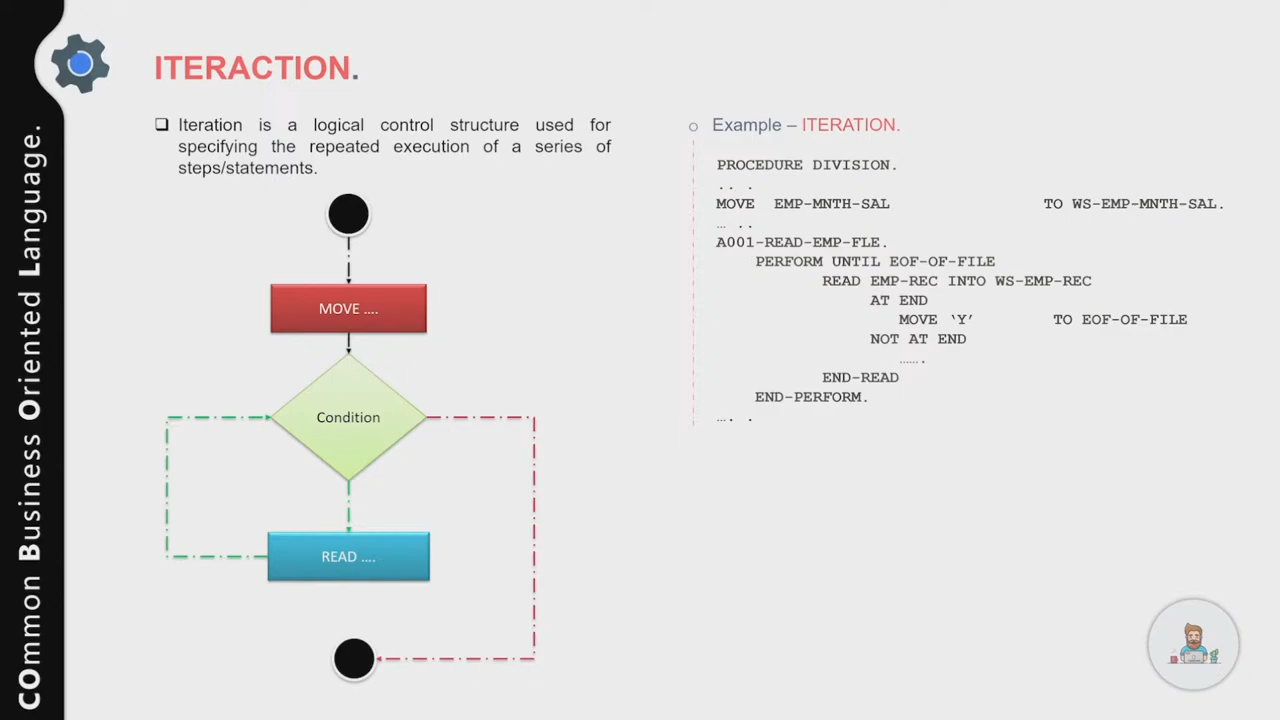 COmmon Business Oriented Language.
ITERACTION.
❑ Iteration is a logical control structure used for
specifying the repeated execution of a series of
steps/statements.
MOVE ....
Condition
READ ....
○ Example – ITERATION.
PROCEDURE DIVISION.
.. .
MOVE EMP-MNTH-SAL TO WS-EMP-MNTH-SAL.
… ..
A001-READ-EMP-FLE.
PERFORM UNTIL EOF-OF-FILE
READ EMP-REC INTO WS-EMP-REC
AT END
MOVE ‘Y’ TO EOF-OF-FILE
NOT AT END
…….
END-READ
END-PERFORM.
…. .